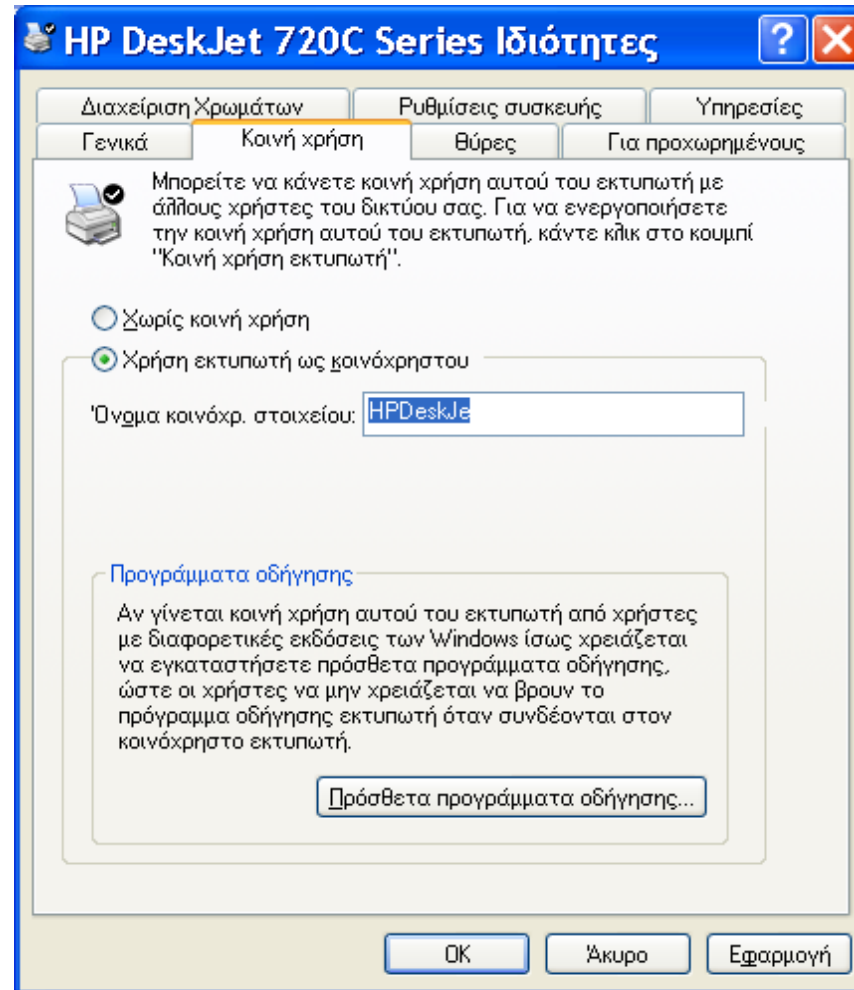 HP DeskJet 720C Series Ιδιότητες
Διαχείριση Χρωμάτων Ρυθμίσεις συσκευής Υπηρεσίες
Γενικά Κοινή χρήση Θύρες Για προχωρημένους
Μπορείτε να κάνετε κοινή χρήση αυτού του εκτυπωτή με
άλλους χρήστες του δικτύου σας. Για να ενεργοποιήσετε
την κοινή χρήση αυτού του εκτυπωτή, κάντε κλικ στο κουμπί
"Κοινή χρήση εκτυπωτή".
Χωρίς κοινή χρήση
Χρήση εκτυπωτή ως κοινόχρηστου
Όνομα κοινόχρ. στοιχείου: HPDeskJe
Προγράμματα οδήγησης
Αν γίνεται κοινή χρήση αυτού του εκτυπωτή από χρήστες
με διαφορετικές εκδόσεις των Windows ίσως χρειάζεται
να εγκαταστήσετε πρόσθετα προγράμματα οδήγησης,
ώστε οι χρήστες να μην χρειάζεται να βρουν το
πρόγραμμα οδήγησης εκτυπωτή όταν συνδέονται στον
κοινόχρηστο εκτυπωτή.
Πρόσθετα προγράμματα οδήγησης...
OK Άκυρο Εφαρμογή